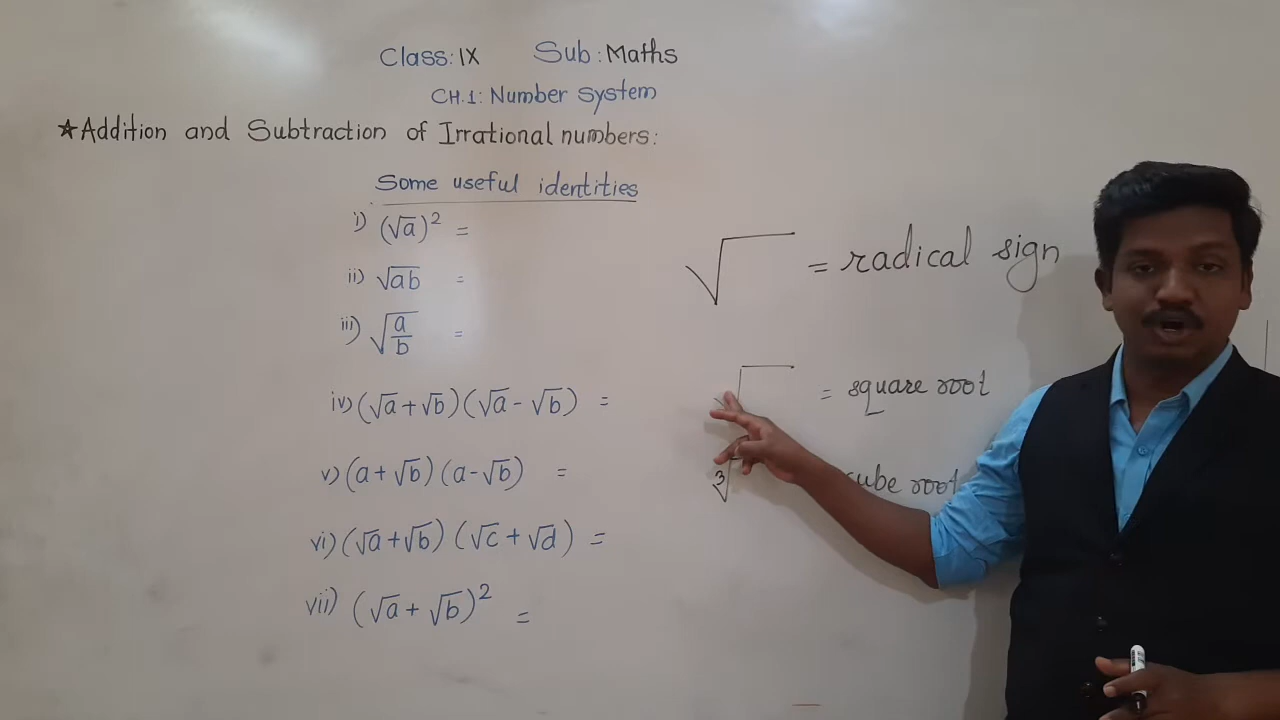 Class: IX Sub: Maths
CH.1: Number system
★Addition and Subtraction of Irrational numbers:
Some useful identities
i) (√a)² =
ii) √ab =
iii) √(a/b) =
iv) (√a + √b) (√a - √b) =
v) (a + √b) (a - √b) =
vi) (√a + √b) (√c + √d) =
vii) (√a + √b)² =
√ = radical sign
√ = square root
∛ cube root